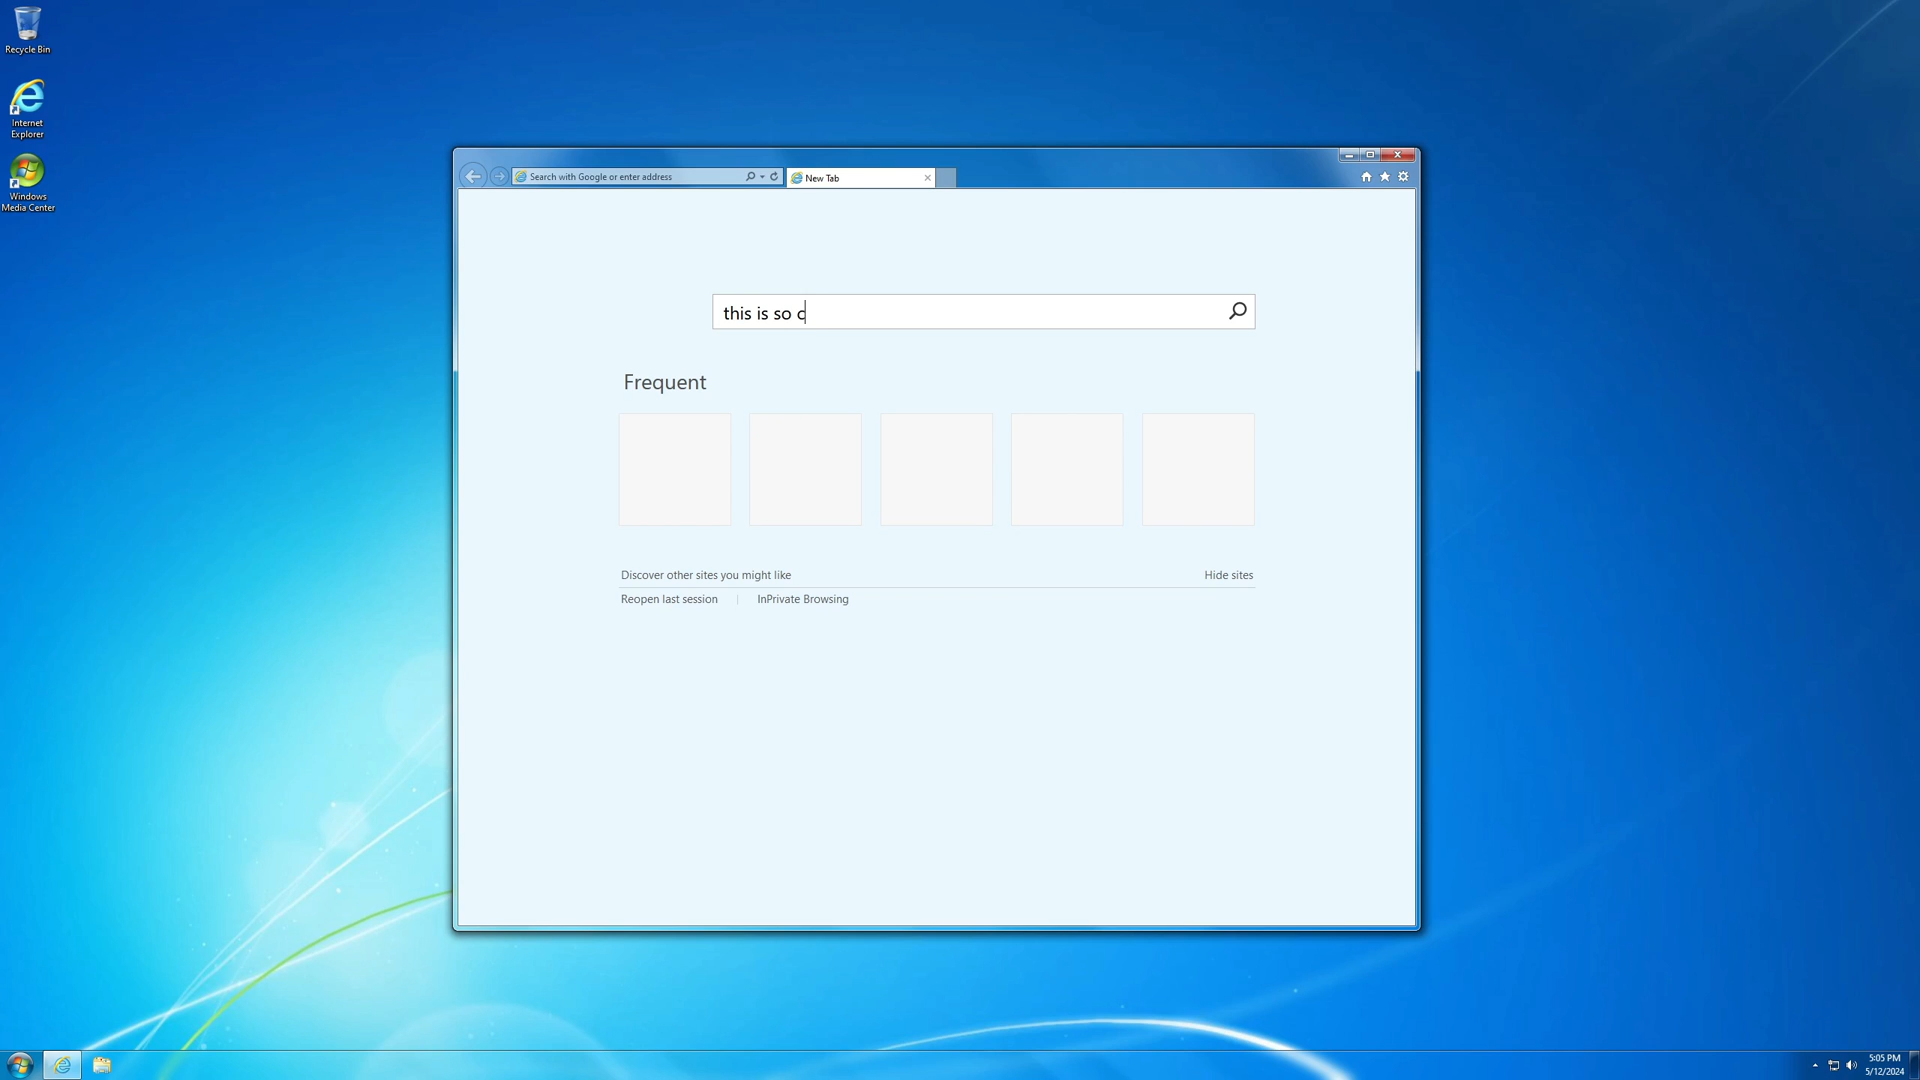 Recycle Bin
Internet
Explorer
Windows
Media Center
Search with Google or enter address
New Tab
this is so c
Frequent
Discover other sites you might like
Hide sites
Reopen last session
InPrivate Browsing
5:05 PM
5/12/2024